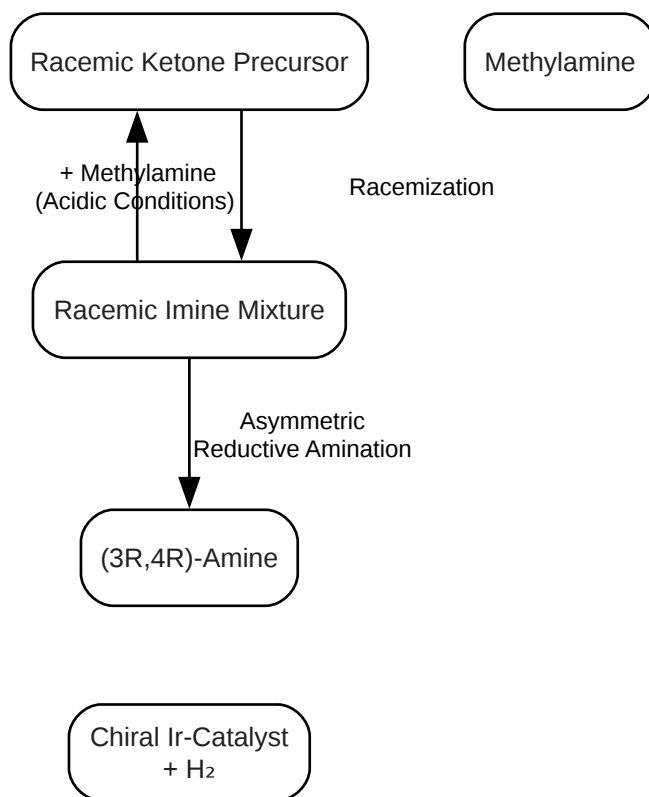 Racemic Ketone Precursor
Methylamine
+ Methylamine
(Acidic Conditions)
Racemization
Racemic Imine Mixture
Asymmetric
Reductive Amination
(3R,4R)-Amine
Chiral Ir-Catalyst
+ H₂